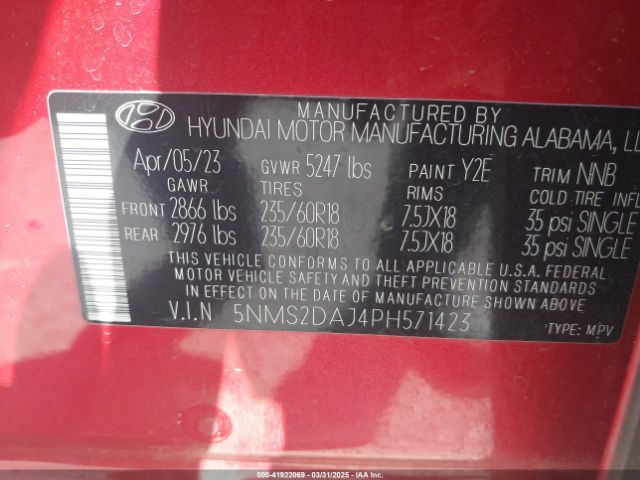 MANUFACTURED BY
HYUNDAI MOTOR MANUFACTURING ALABAMA, LL
Apr/05/23 GVWR 5247 lbs PAINT Y2E TRIM NNB
GAWR TIRES RIMS COLD TIRE INFL
FRONT 2866 lbs 235/60R18 7.5JX18 35 psi SINGLE
REAR 2976 lbs 235/60R18 7.5JX18 35 psi SINGLE
THIS VEHICLE CONFORMS TO ALL APPLICABLE U.S.A. FEDERAL
MOTOR VEHICLE SAFETY AND THEFT PREVENTION STANDARDS
IN EFFECT ON THE DATE OF MANUFACTURE
SHOWN ABOVE.
V.I.N 5NMS2DAJ4PH571423 TYPE: MPV
000-41922069 - 03/31/2025 - © IAA Holdings, LLC